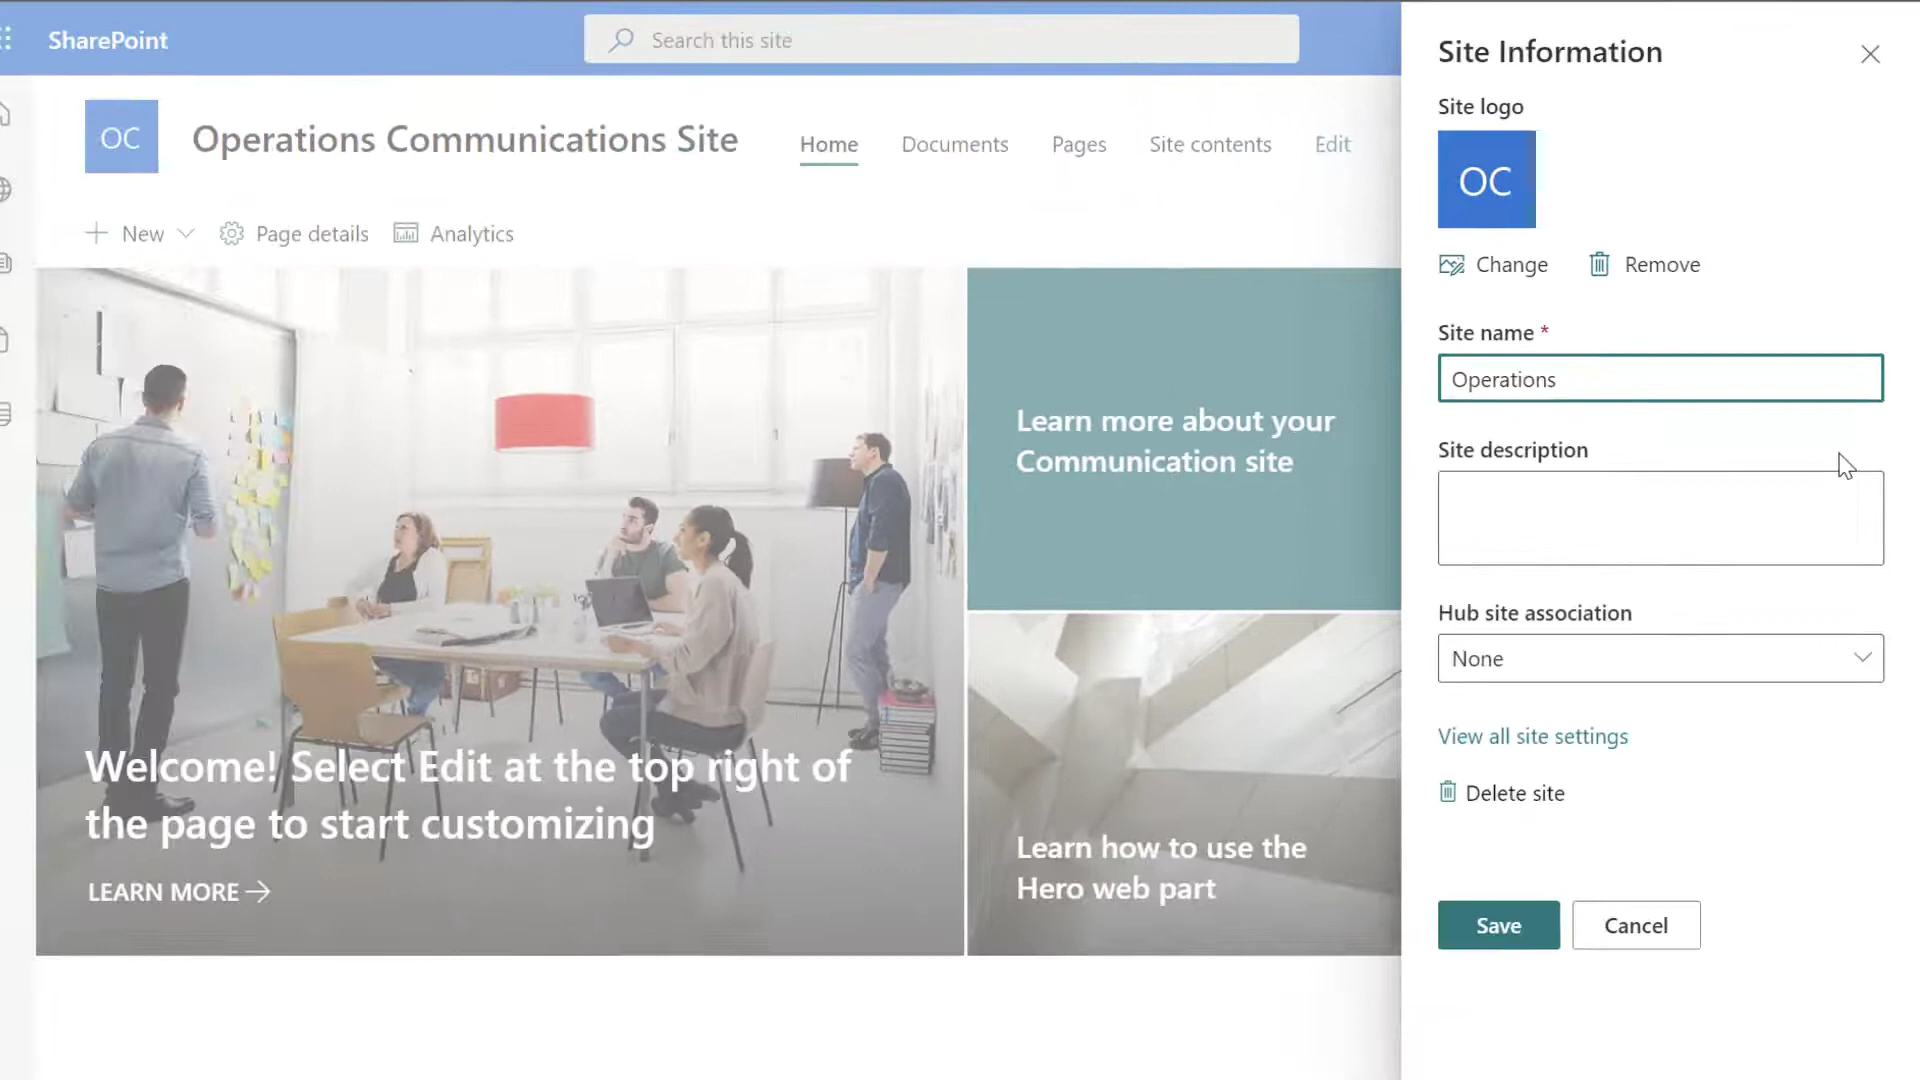 SharePoint
Search this site
OC
Operations Communications Site
Home
Documents
Pages
Site contents
Edit
New
Page details
Analytics
Welcome! Select Edit at the top right of
the page to start customizing
LEARN MORE
Learn more about your
Communication site
Learn how to use the
Hero web part
Site Information
Site logo
OC
Change
Remove
Site name *
Operations
Site description
Hub site association
None
View all site settings
Delete site
Save
Cancel